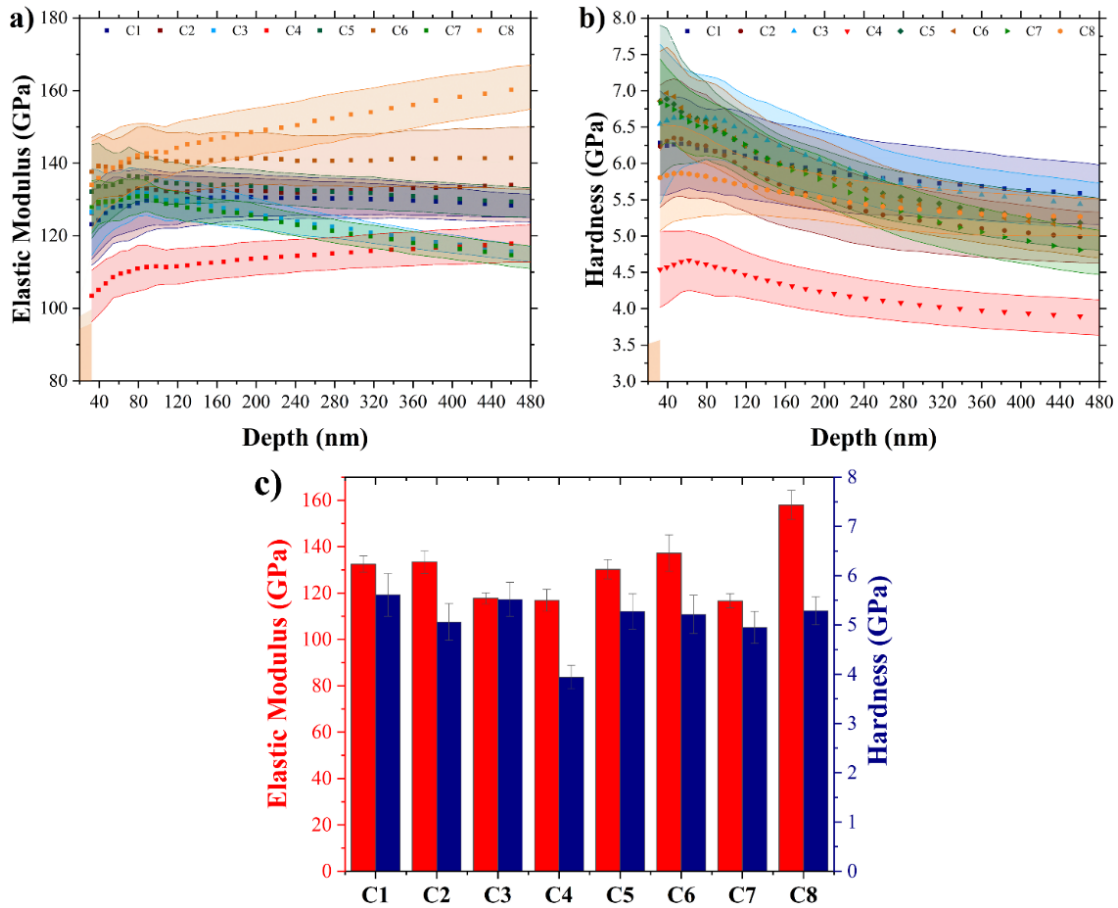 a)
C1 C2 C3 C4 C5 C6 C7 C8
180
160
140
120
100
80
Elastic Modulus (GPa)
40 80 120 160 200 240 280 320 360 400 440 480
Depth (nm)
b)
C1 C2 C3 C4 C5 C6 C7 C8
8.0
7.5
7.0
6.5
6.0
5.5
5.0
4.5
4.0
3.5
3.0
Hardness (GPa)
40 80 120 160 200 240 280 320 360 400 440 480
Depth (nm)
c)
160
140
120
100
80
60
40
20
0
Elastic Modulus (GPa)
8
7
6
5
4
3
2
1
0
Hardness (GPa)
C1 C2 C3 C4 C5 C6 C7 C8